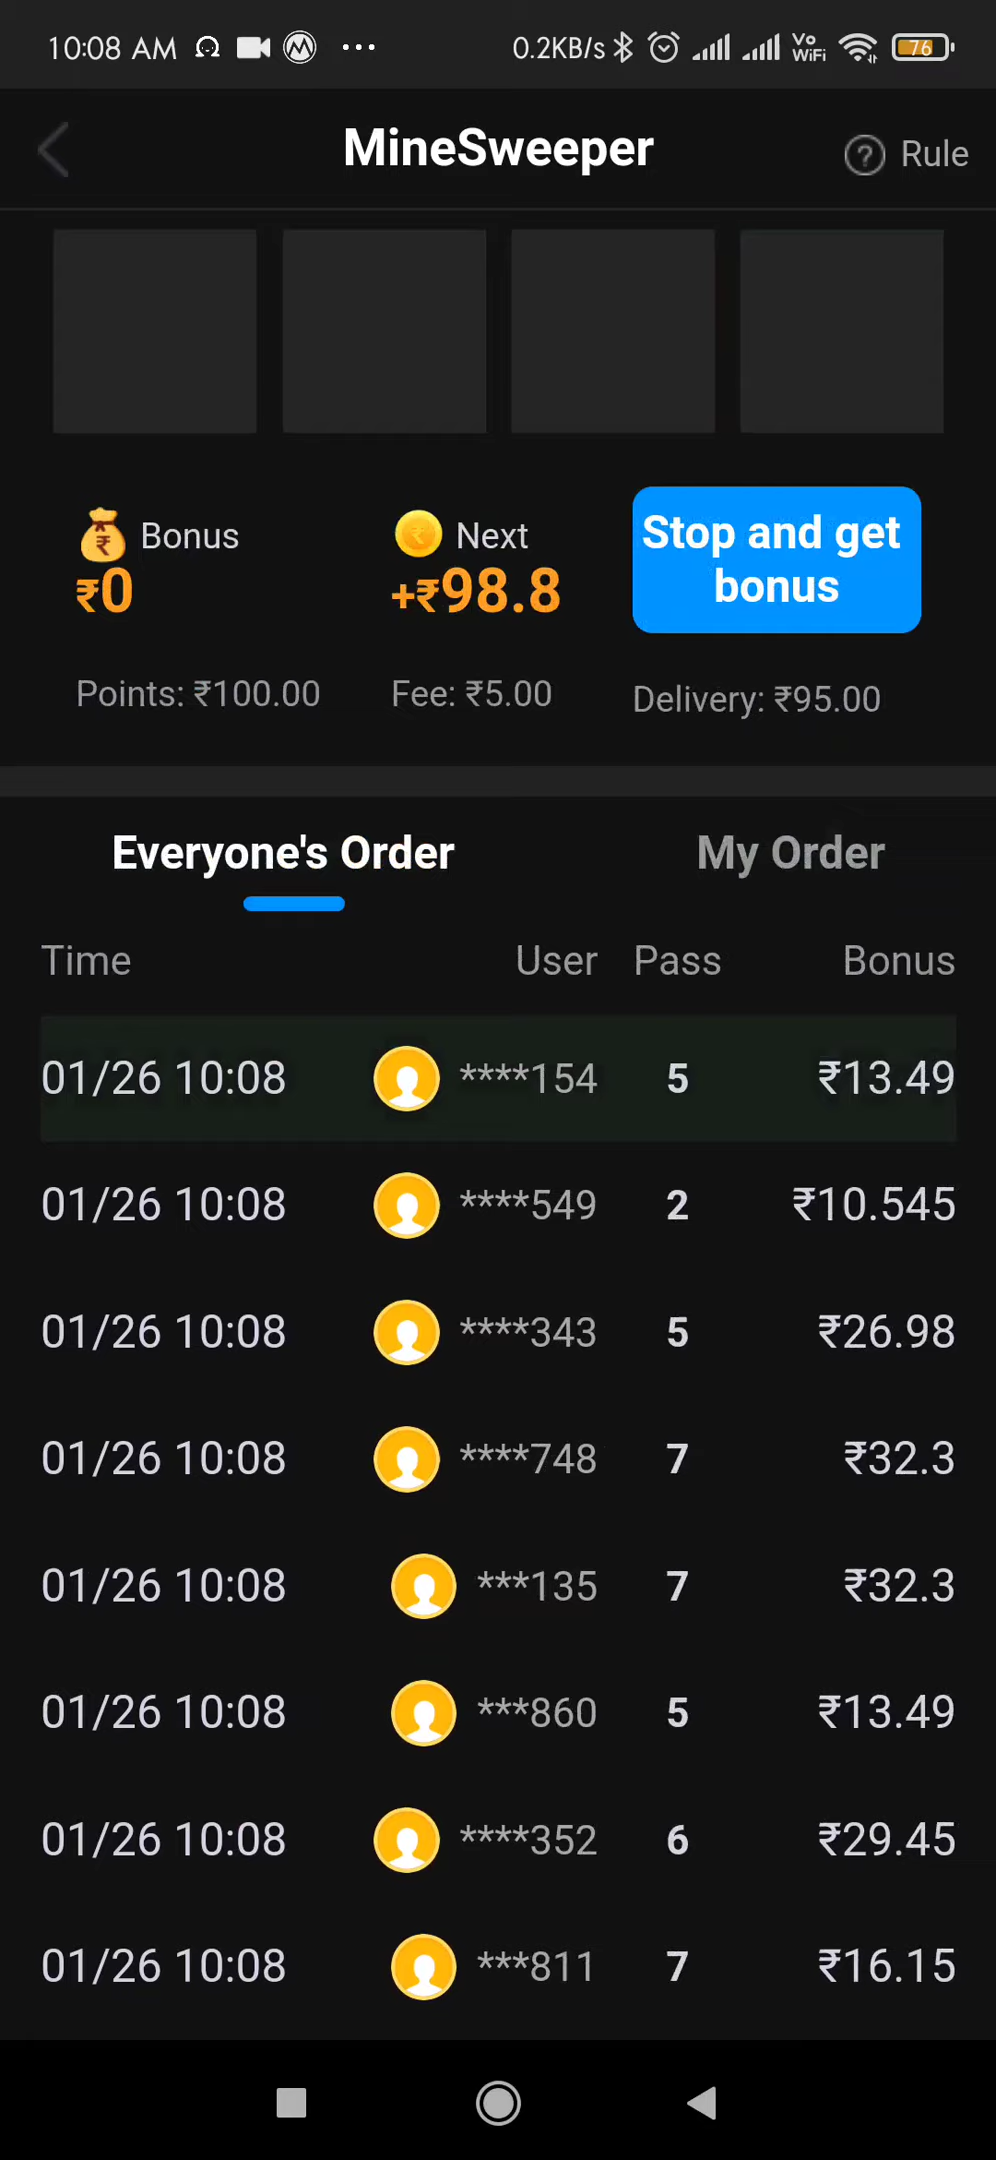 10:08 AM ... 0.2KB/s Vo WiFi 76
MineSweeper
Rule
Bonus
₹0
Next
+₹98.8
Stop and get
bonus
Points: ₹100.00
Fee: ₹5.00
Delivery: ₹95.00
Everyone's Order
My Order
Time User Pass Bonus
01/26 10:08 ****154 5 ₹13.49
01/26 10:08 ****549 2 ₹10.545
01/26 10:08 ****343 5 ₹26.98
01/26 10:08 ****748 7 ₹32.3
01/26 10:08 ***135 7 ₹32.3
01/26 10:08 ***860 5 ₹13.49
01/26 10:08 ****352 6 ₹29.45
01/26 10:08 ***811 7 ₹16.15